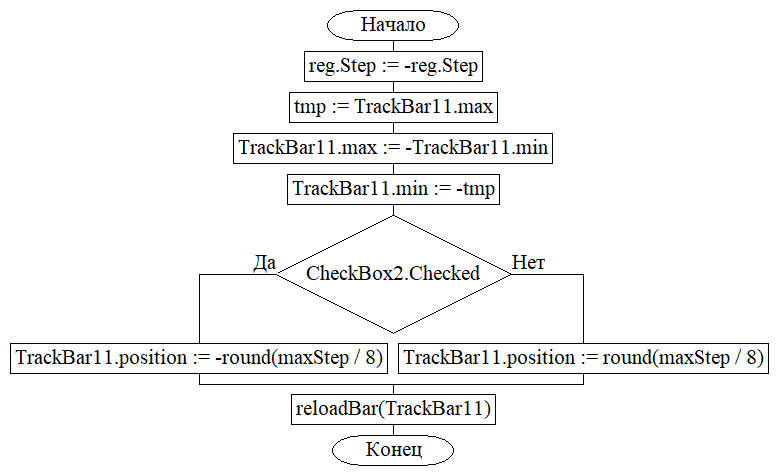 Начало
reg.Step := -reg.Step
tmp := TrackBar11.max
TrackBar11.max := -TrackBar11.min
TrackBar11.min := -tmp
Да
Нет
CheckBox2.Checked
TrackBar11.position := -round(maxStep / 8)
TrackBar11.position := round(maxStep / 8)
reloadBar(TrackBar11)
Конец